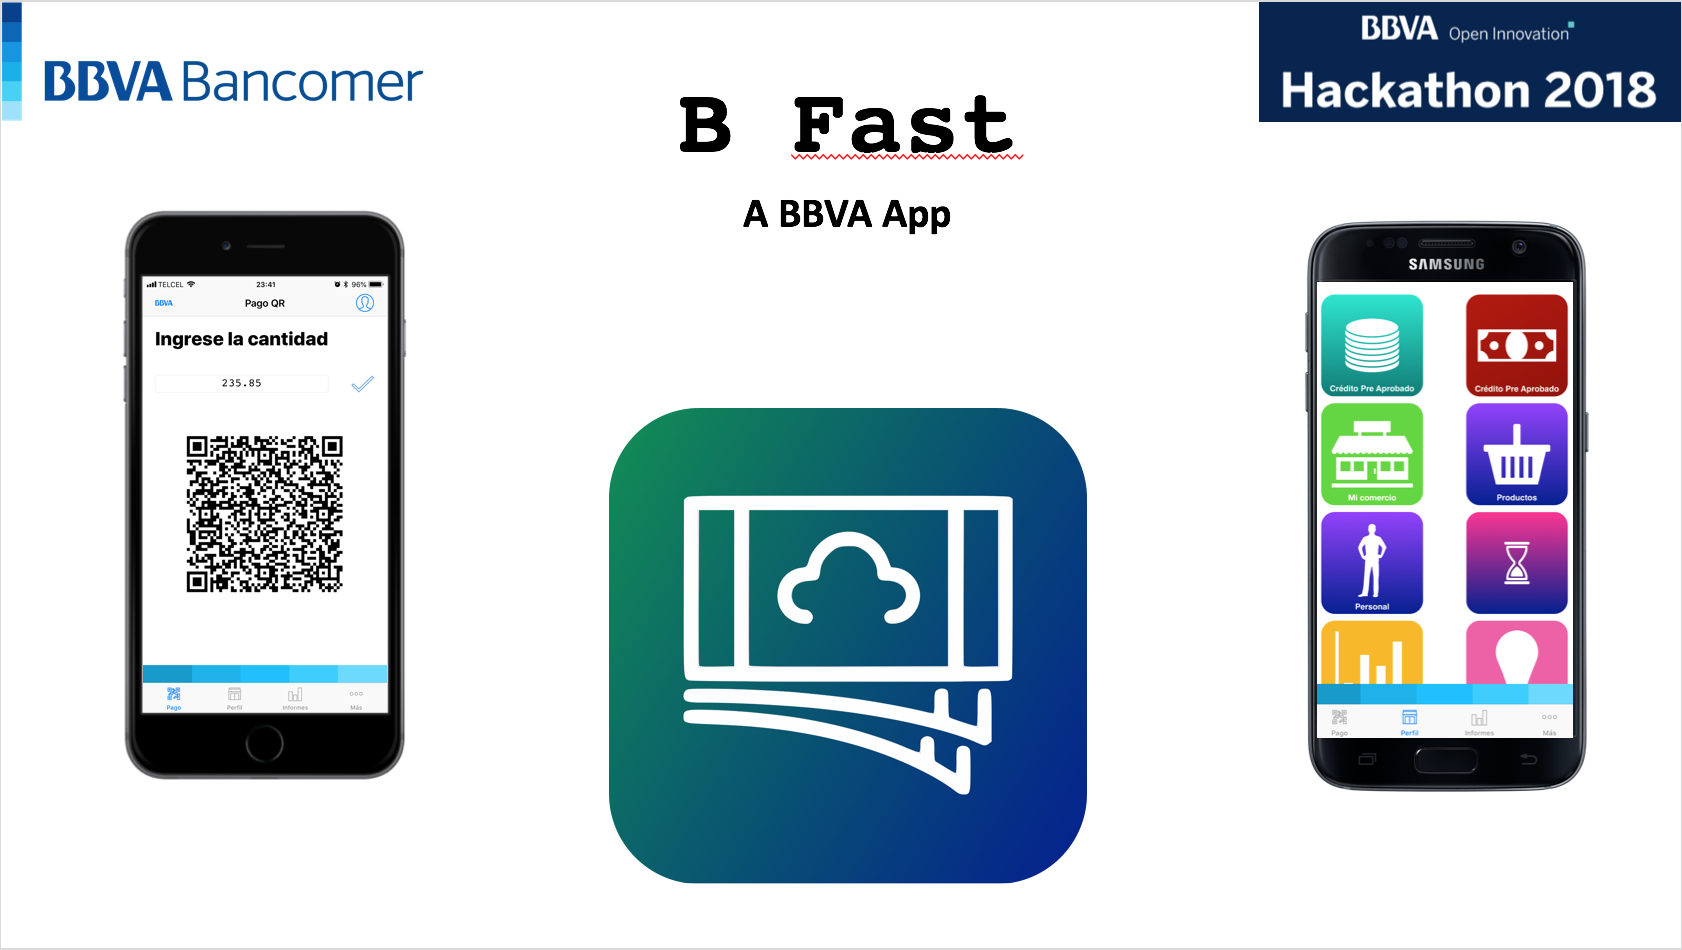 BBVA Bancomer
BBVA Open Innovation
Hackathon 2018
B Fast
A BBVA App
TELCEL 23:41 96%
BBVA Pago QR
Ingrese la cantidad
235.85
Pago Perfil Informes Más
SAMSUNG
Crédito Pre Aprobado Crédito Pre Aprobado
Mi comercio Productos
Personal
Pago Perfil Informes Más